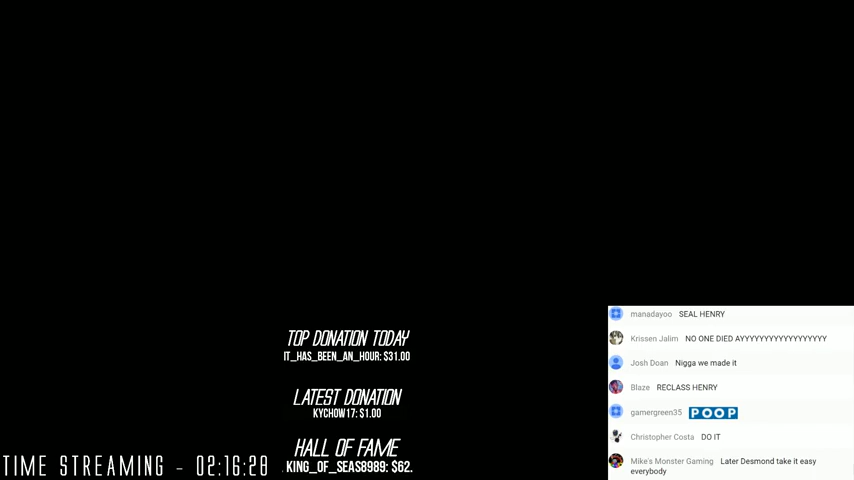 TOP DONATION TODAY
IT_HAS_BEEN_AN_HOUR: $31.00
LATEST DONATION
KYCHOW17: $1.00
HALL OF FAME
KING_OF_SEAS8989: $62.
TIME STREAMING - 02:16:28
manadayoo SEAL HENRY
Krissen Jalim NO ONE DIED AYYYYYYYYYYYYYYYYYY
Josh Doan Nigga we made it
Blaze RECLASS HENRY
gamergreen35 POOP
Christopher Costa DO IT
Mike's Monster Gaming Later Desmond take it easy
everybody